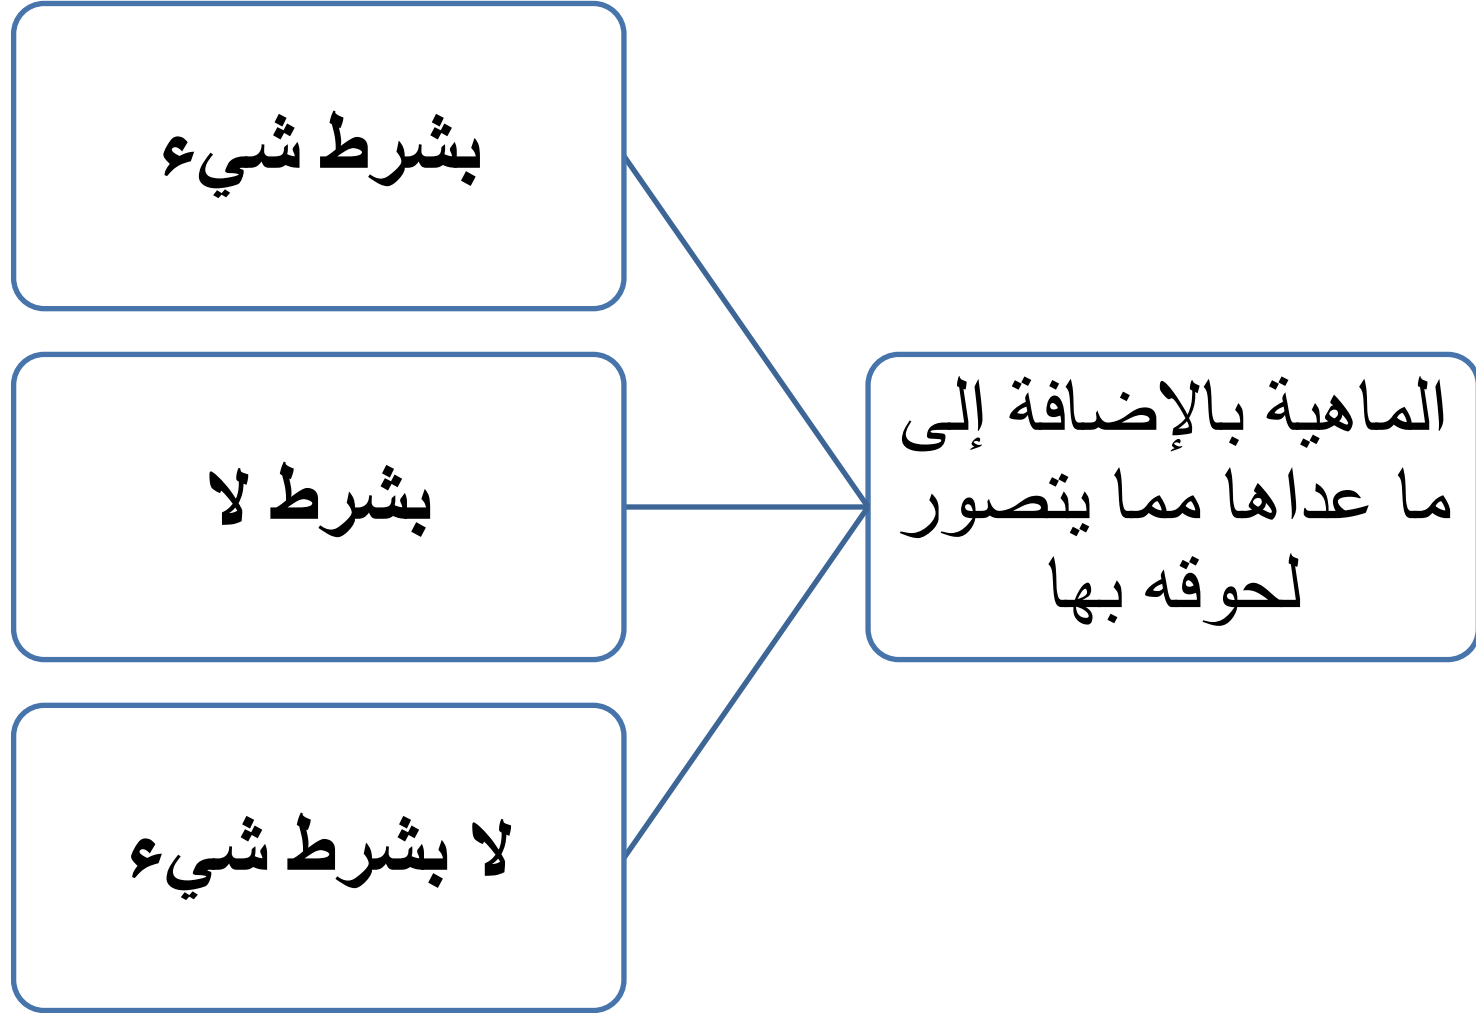 الماهية بالإضافة إلى
ما عداها مما يتصور
لحوقه بها
بشرط شيء
بشرط لا
لا بشرط شيء